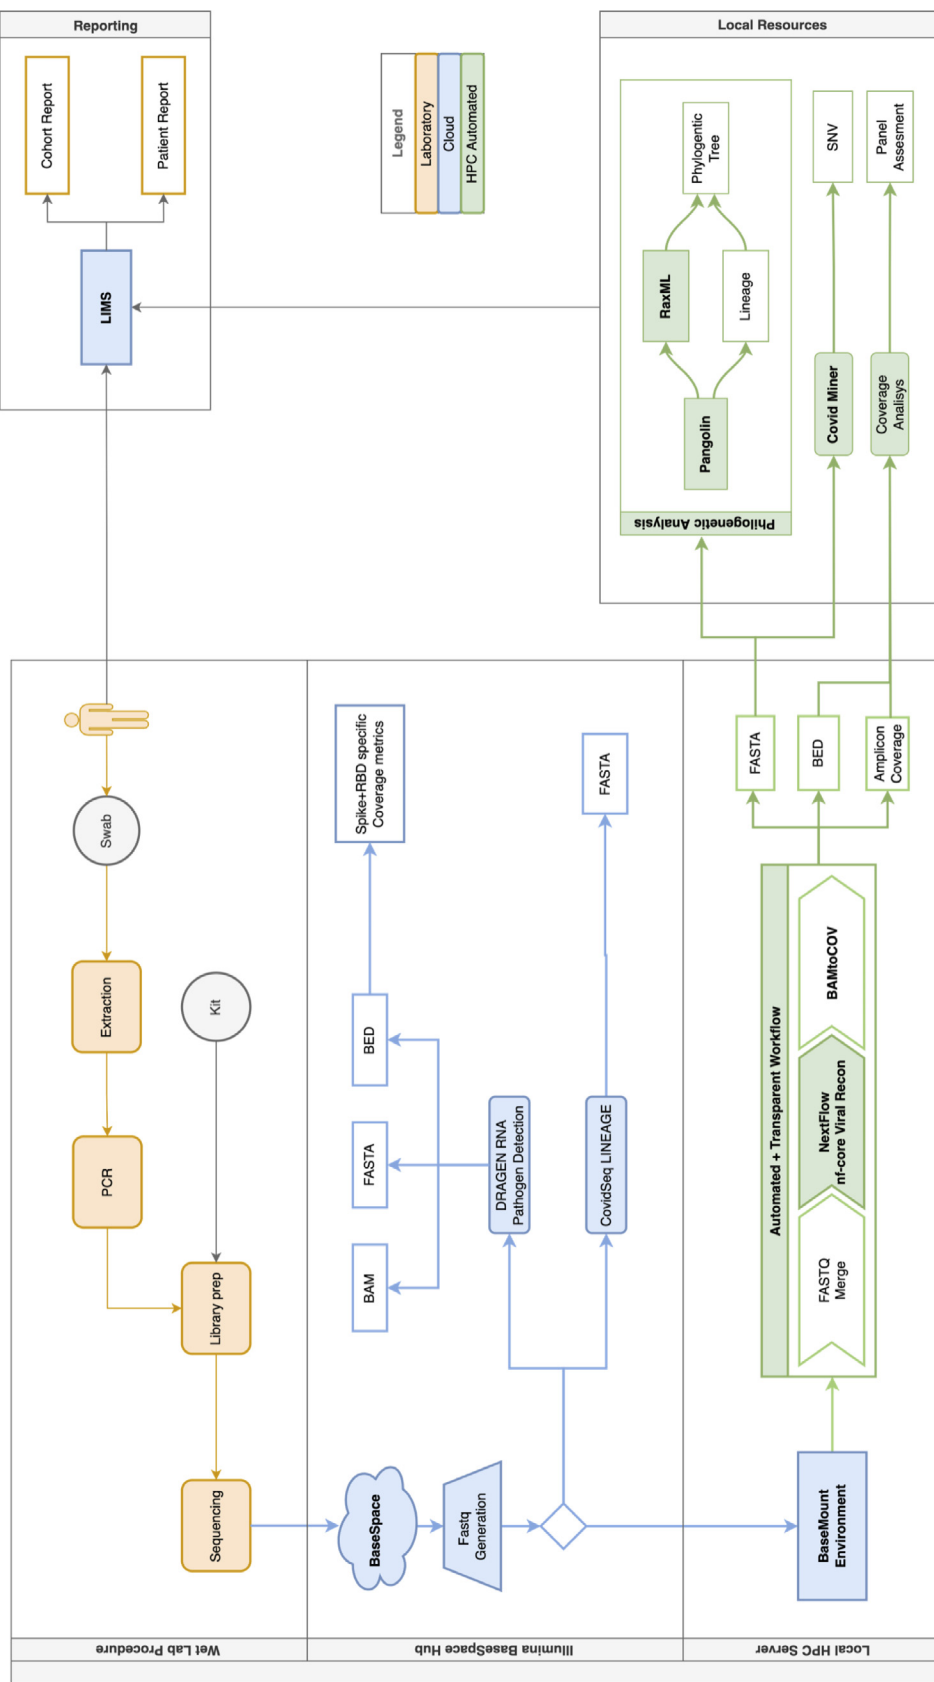 Reporting
Cohort Report
Patient Report
LIMS
Legend
Laboratory
Cloud
HPC Automated
Local Resources
Phylogentic
Tree
RaxML
Lineage
Pangolin
Philogenetic Analysis
SNV
Panel
Assesment
Covid Miner
Coverage
Analisys
Wet Lab Procedure
Swab
Extraction
Kit
PCR
Library prep
Sequencing
Illumina BaseSpace Hub
BaseSpace
Fastq
Generation
DRAGEN RNA
Pathogen Detection
CovidSeq LINEAGE
BAM
FASTA
BED
Spike+RBD specific
Coverage metrics
FASTA
Local HPC Server
BaseMount
Environment
Automated + Transparent Workflow
FASTQ
Merge
NextFlow
nf-core Viral Recon
BAMtoCOV
FASTA
BED
Amplicon
Coverage